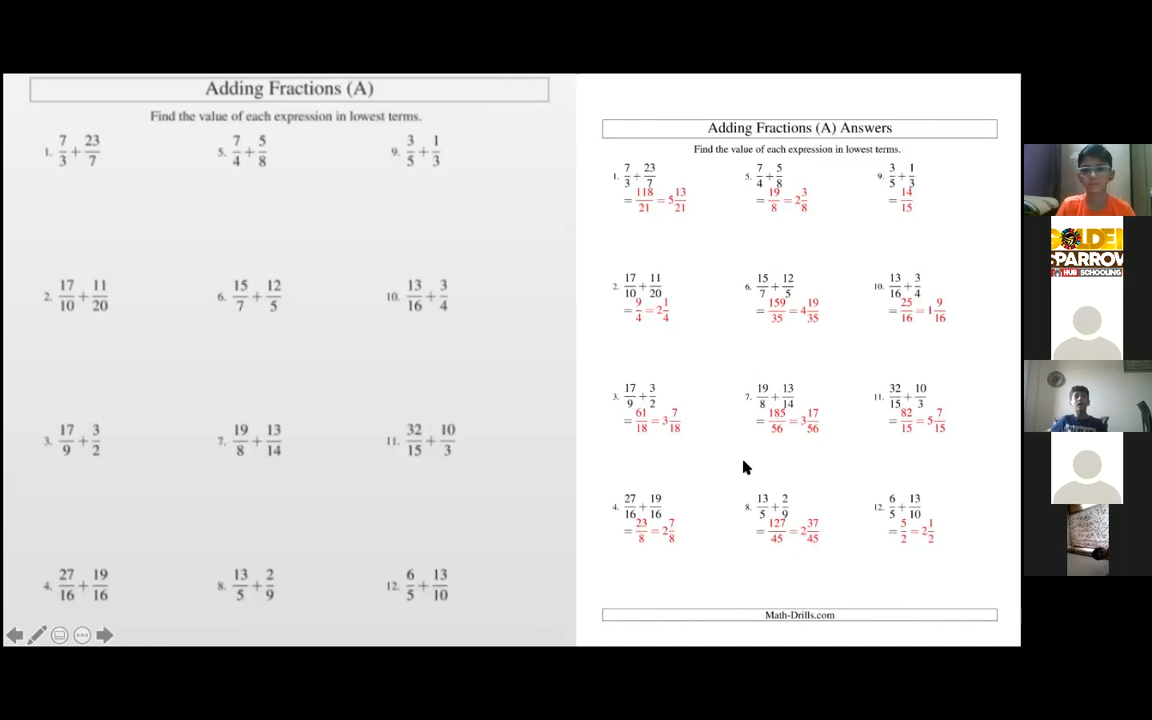 Adding Fractions (A)
Find the value of each expression in lowest terms.
1. 7/3 + 23/7
5. 7/4 + 5/8
9. 3/5 + 1/3
2. 17/10 + 11/20
6. 15/7 + 12/5
10. 13/16 + 3/4
3. 17/9 + 3/2
7. 19/8 + 13/14
11. 32/15 + 10/3
4. 27/16 + 19/16
8. 13/5 + 2/9
12. 6/5 + 13/10
Adding Fractions (A) Answers
Find the value of each expression in lowest terms.
1. 7/3 + 23/7
= 118/21 = 5 13/21
5. 7/4 + 5/8
= 19/8 = 2 3/8
9. 3/5 + 1/3
= 14/15
2. 17/10 + 11/20
= 9/4 = 2 1/4
6. 15/7 + 12/5
= 159/35 = 4 19/35
10. 13/16 + 3/4
= 25/16 = 1 9/16
3. 17/9 + 3/2
= 61/18 = 3 7/18
7. 19/8 + 13/14
= 185/56 = 3 17/56
11. 32/15 + 10/3
= 82/15 = 5 7/15
4. 27/16 + 19/16
= 23/8 = 2 7/8
8. 13/5 + 2/9
= 127/45 = 2 37/45
12. 6/5 + 13/10
= 5/2 = 2 1/2
Math-Drills.com
GOLDEN
SPARROW
HUB SCHOOLING